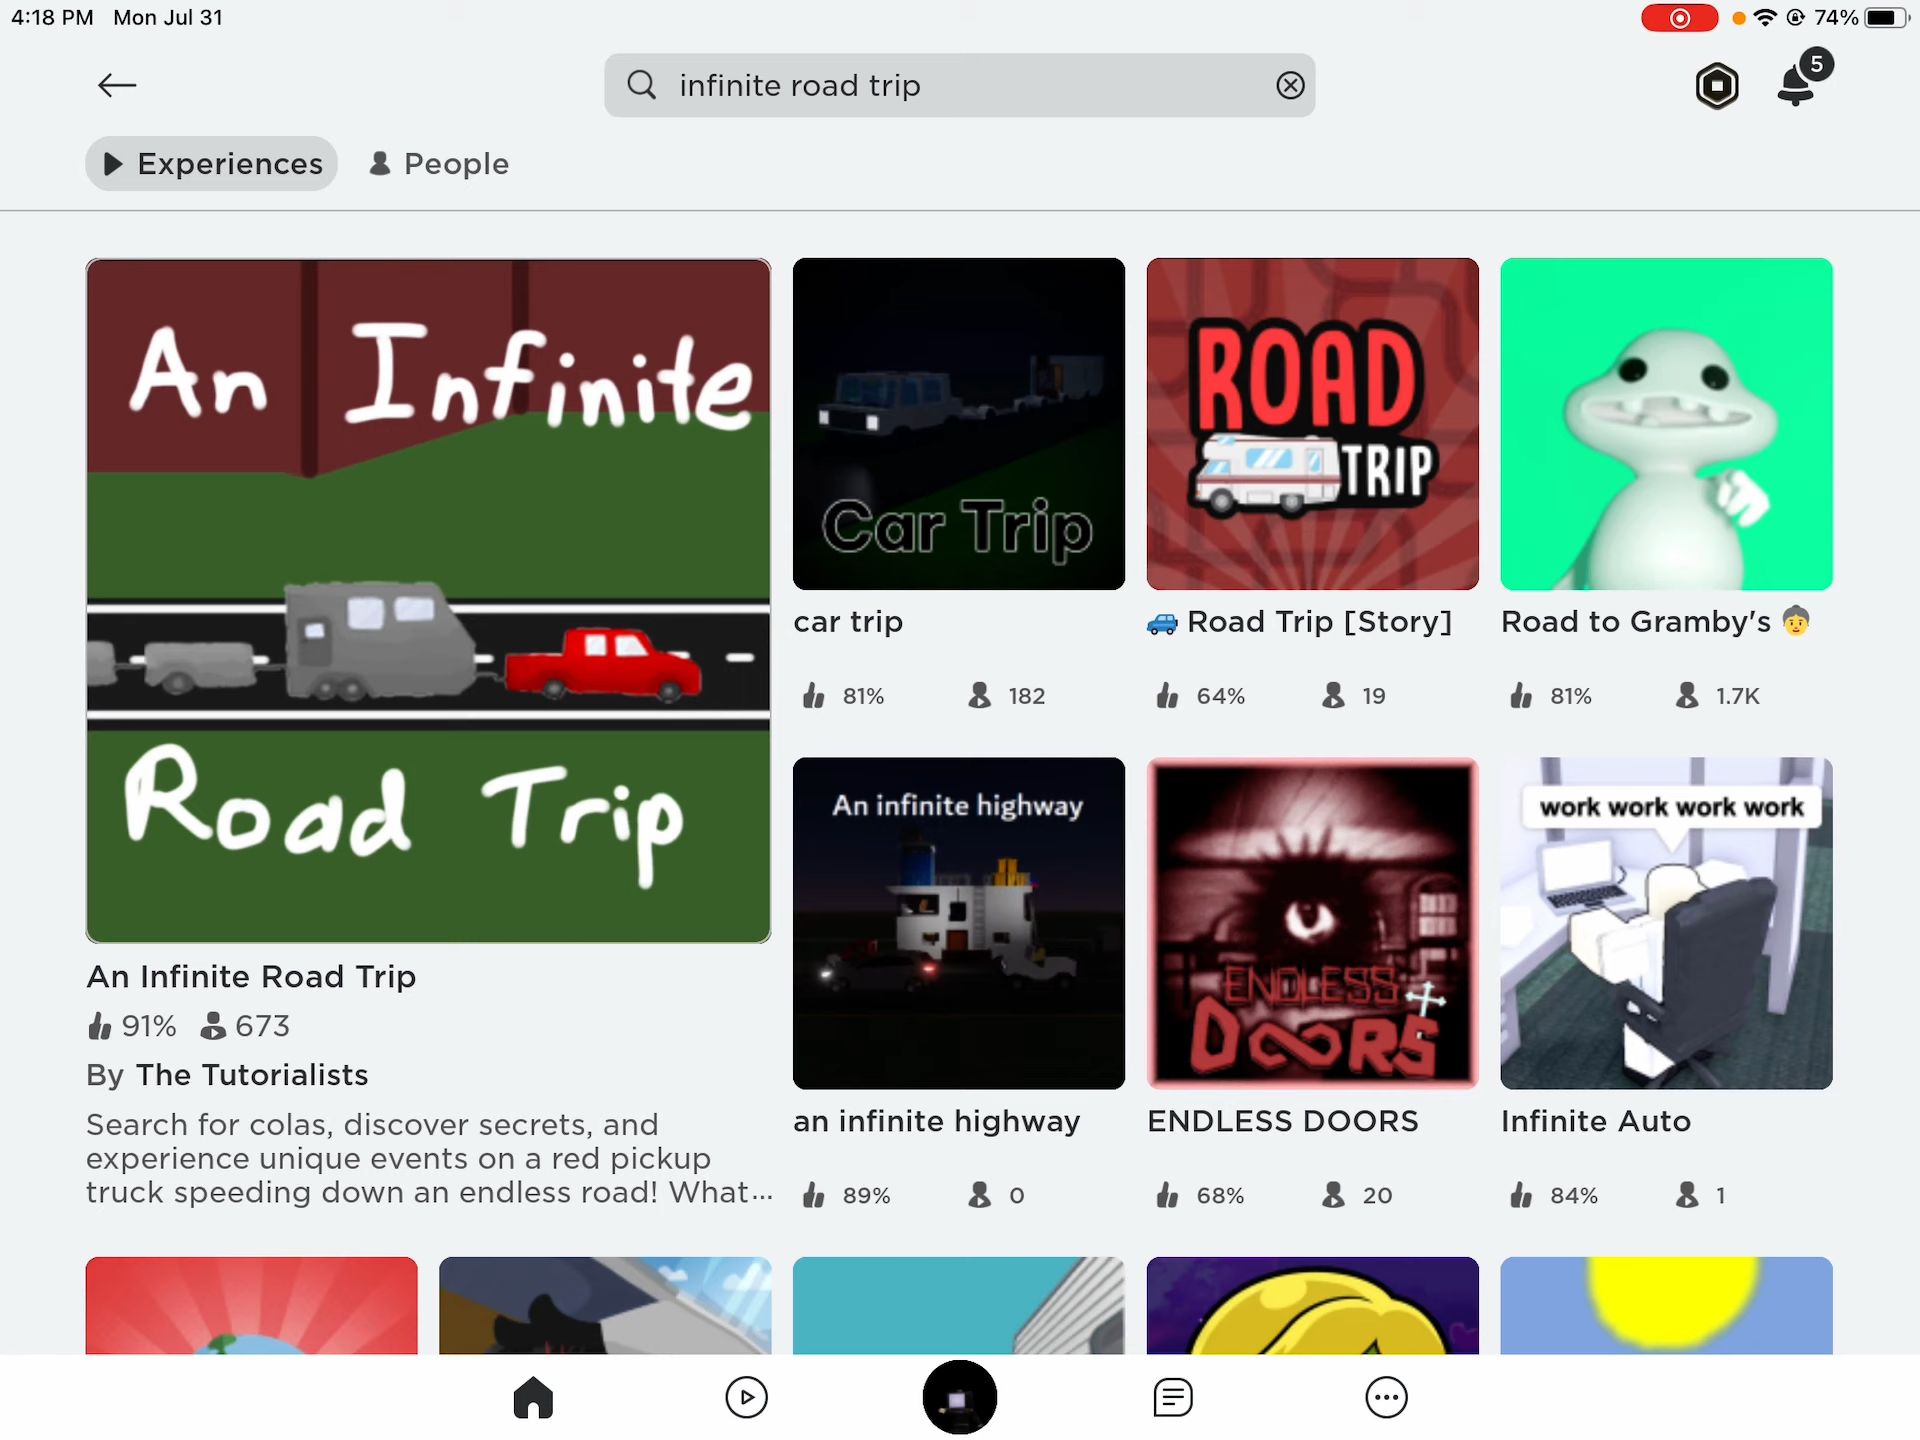 4:18 PM Mon Jul 31
74%
infinite road trip
5
Experiences
People
An Infinite
Road Trip
Car Trip
ROAD
TRIP
car trip
Road Trip [Story]
Road to Gramby's
81% 182
64% 19
81% 1.7K
An infinite highway
ENDLESS
DOORS
work work work work
An Infinite Road Trip
91% 673
By The Tutorialists
Search for colas, discover secrets, and
experience unique events on a red pickup
truck speeding down an endless road! What...
an infinite highway
ENDLESS DOORS
Infinite Auto
89% 0
68% 20
84% 1